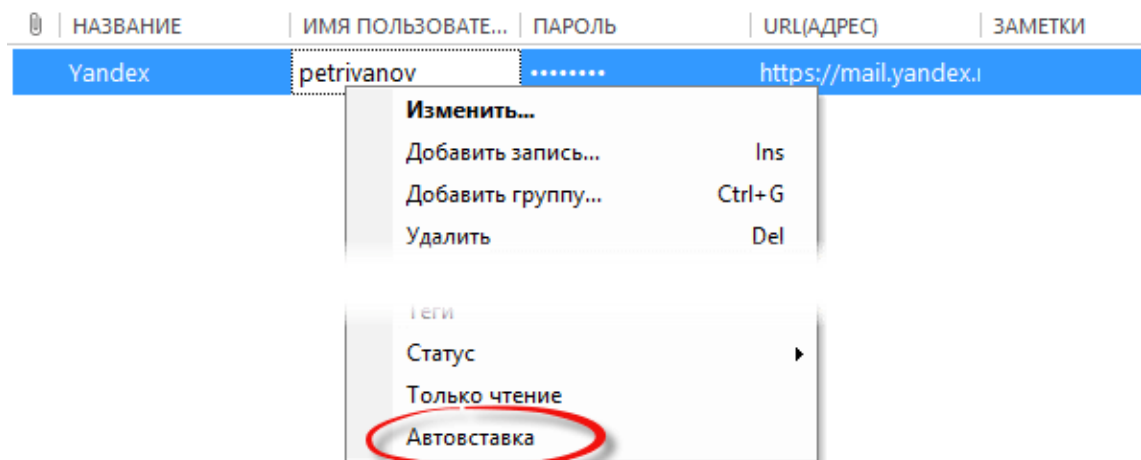 НАЗВАНИЕ ИМЯ ПОЛЬЗОВАТЕ... ПАРОЛЬ URL(АДРЕС) ЗАМЕТКИ
Yandex petrivanov •••••••• https://mail.yandex.r
Изменить...
Добавить запись... Ins
Добавить группу... Ctrl+G
Удалить Del
Теги
Статус
Только чтение
Автовставка